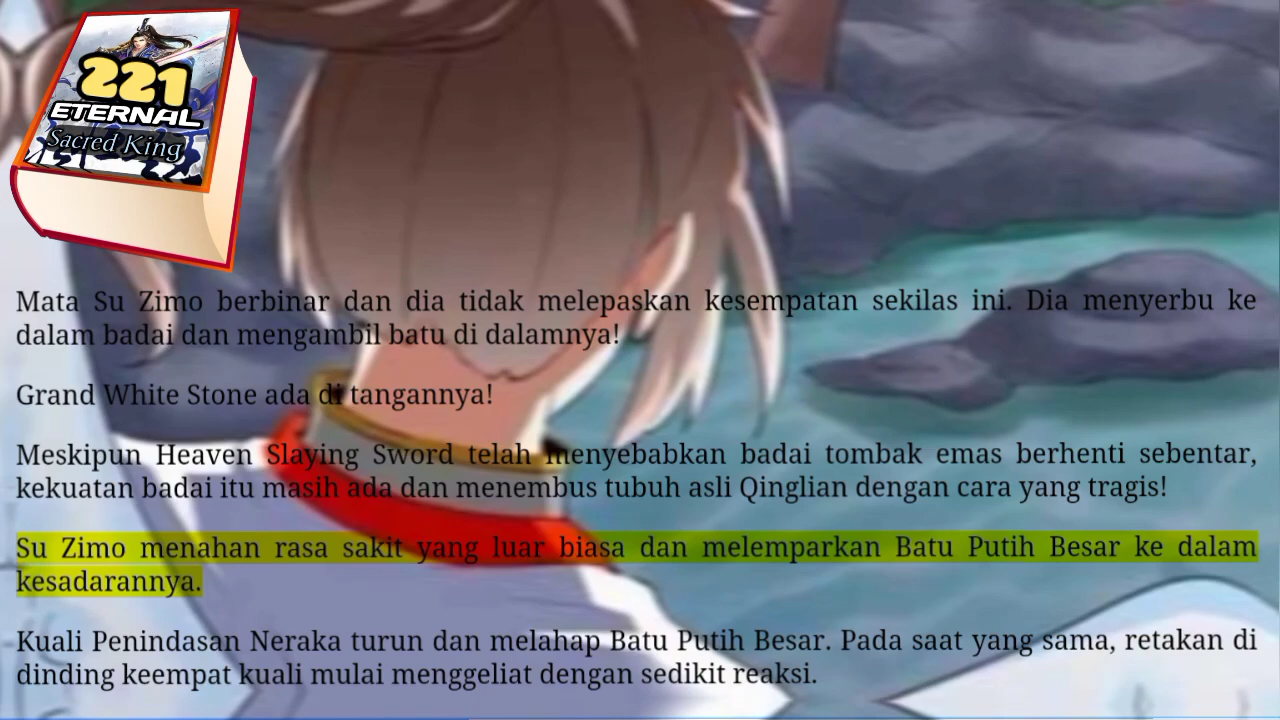 221
ETERNAL
Sacred King
Mata Su Zimo berbinar dan dia tidak melepaskan kesempatan sekilas ini. Dia menyerbu ke
dalam badai dan mengambil batu di dalamnya!
Grand White Stone ada di tangannya!
Meskipun Heaven Slaying Sword telah menyebabkan badai tombak emas berhenti sebentar,
kekuatan badai itu masih ada dan menembus tubuh asli Qinglian dengan cara yang tragis!
Su Zimo menahan rasa sakit yang luar biasa dan melemparkan Batu Putih Besar ke dalam
kesadarannya.
Kuali Penindasan Neraka turun dan melahap Batu Putih Besar. Pada saat yang sama, retakan di
dinding keempat kuali mulai menggeliat dengan sedikit reaksi.